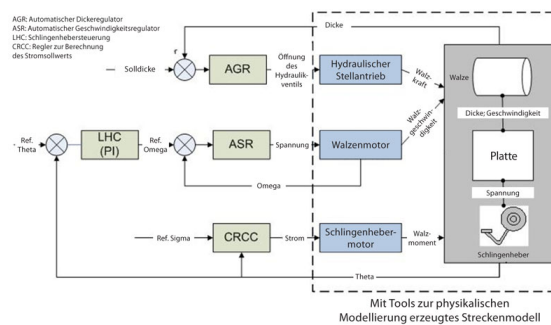 AGR: Automatischer Dickeregulator
ASR: Automatischer Geschwindigkeitsregulator
LHC: Schlingenhebersteuerung
CRCC: Regler zur Berechnung
des Stromsollwerts
Dicke
r
Solldicke
AGR
Öffnung
des
Hydraulik-
ventils
Hydraulischer
Stellantrieb
Walz-
kraft
Walze
Dicke; Geschwindigkeit
Ref.
Theta
LHC
(PI)
Ref.
Omega
ASR
Spannung
Walzenmotor
Walz-
geschwin-
digkeit
Platte
Omega
Spannung
Ref. Sigma
CRCC
Strom
Schlingenheber-
motor
Walz-
moment
Schlingenheber
Theta
Mit Tools zur physikalischen
Modellierung erzeugtes Streckenmodell